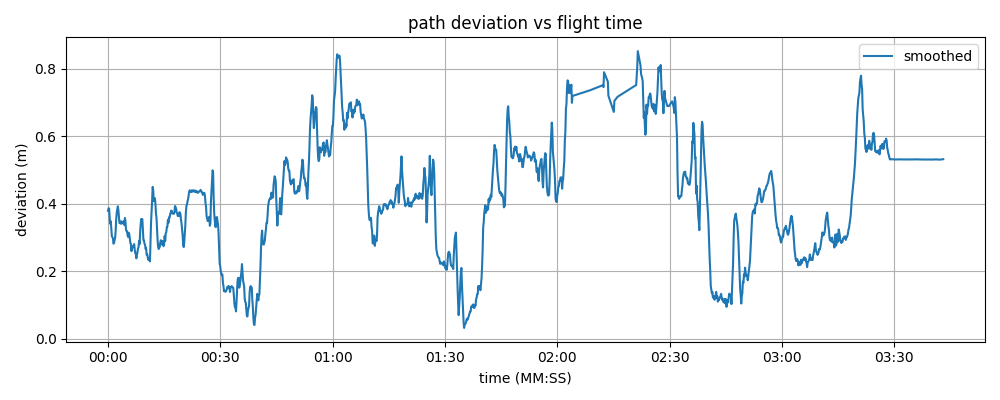 path deviation vs flight time
smoothed
deviation (m)
0.8
0.6
0.4
0.2
0.0
00:00 00:30 01:00 01:30 02:00 02:30 03:00 03:30
time (MM:SS)